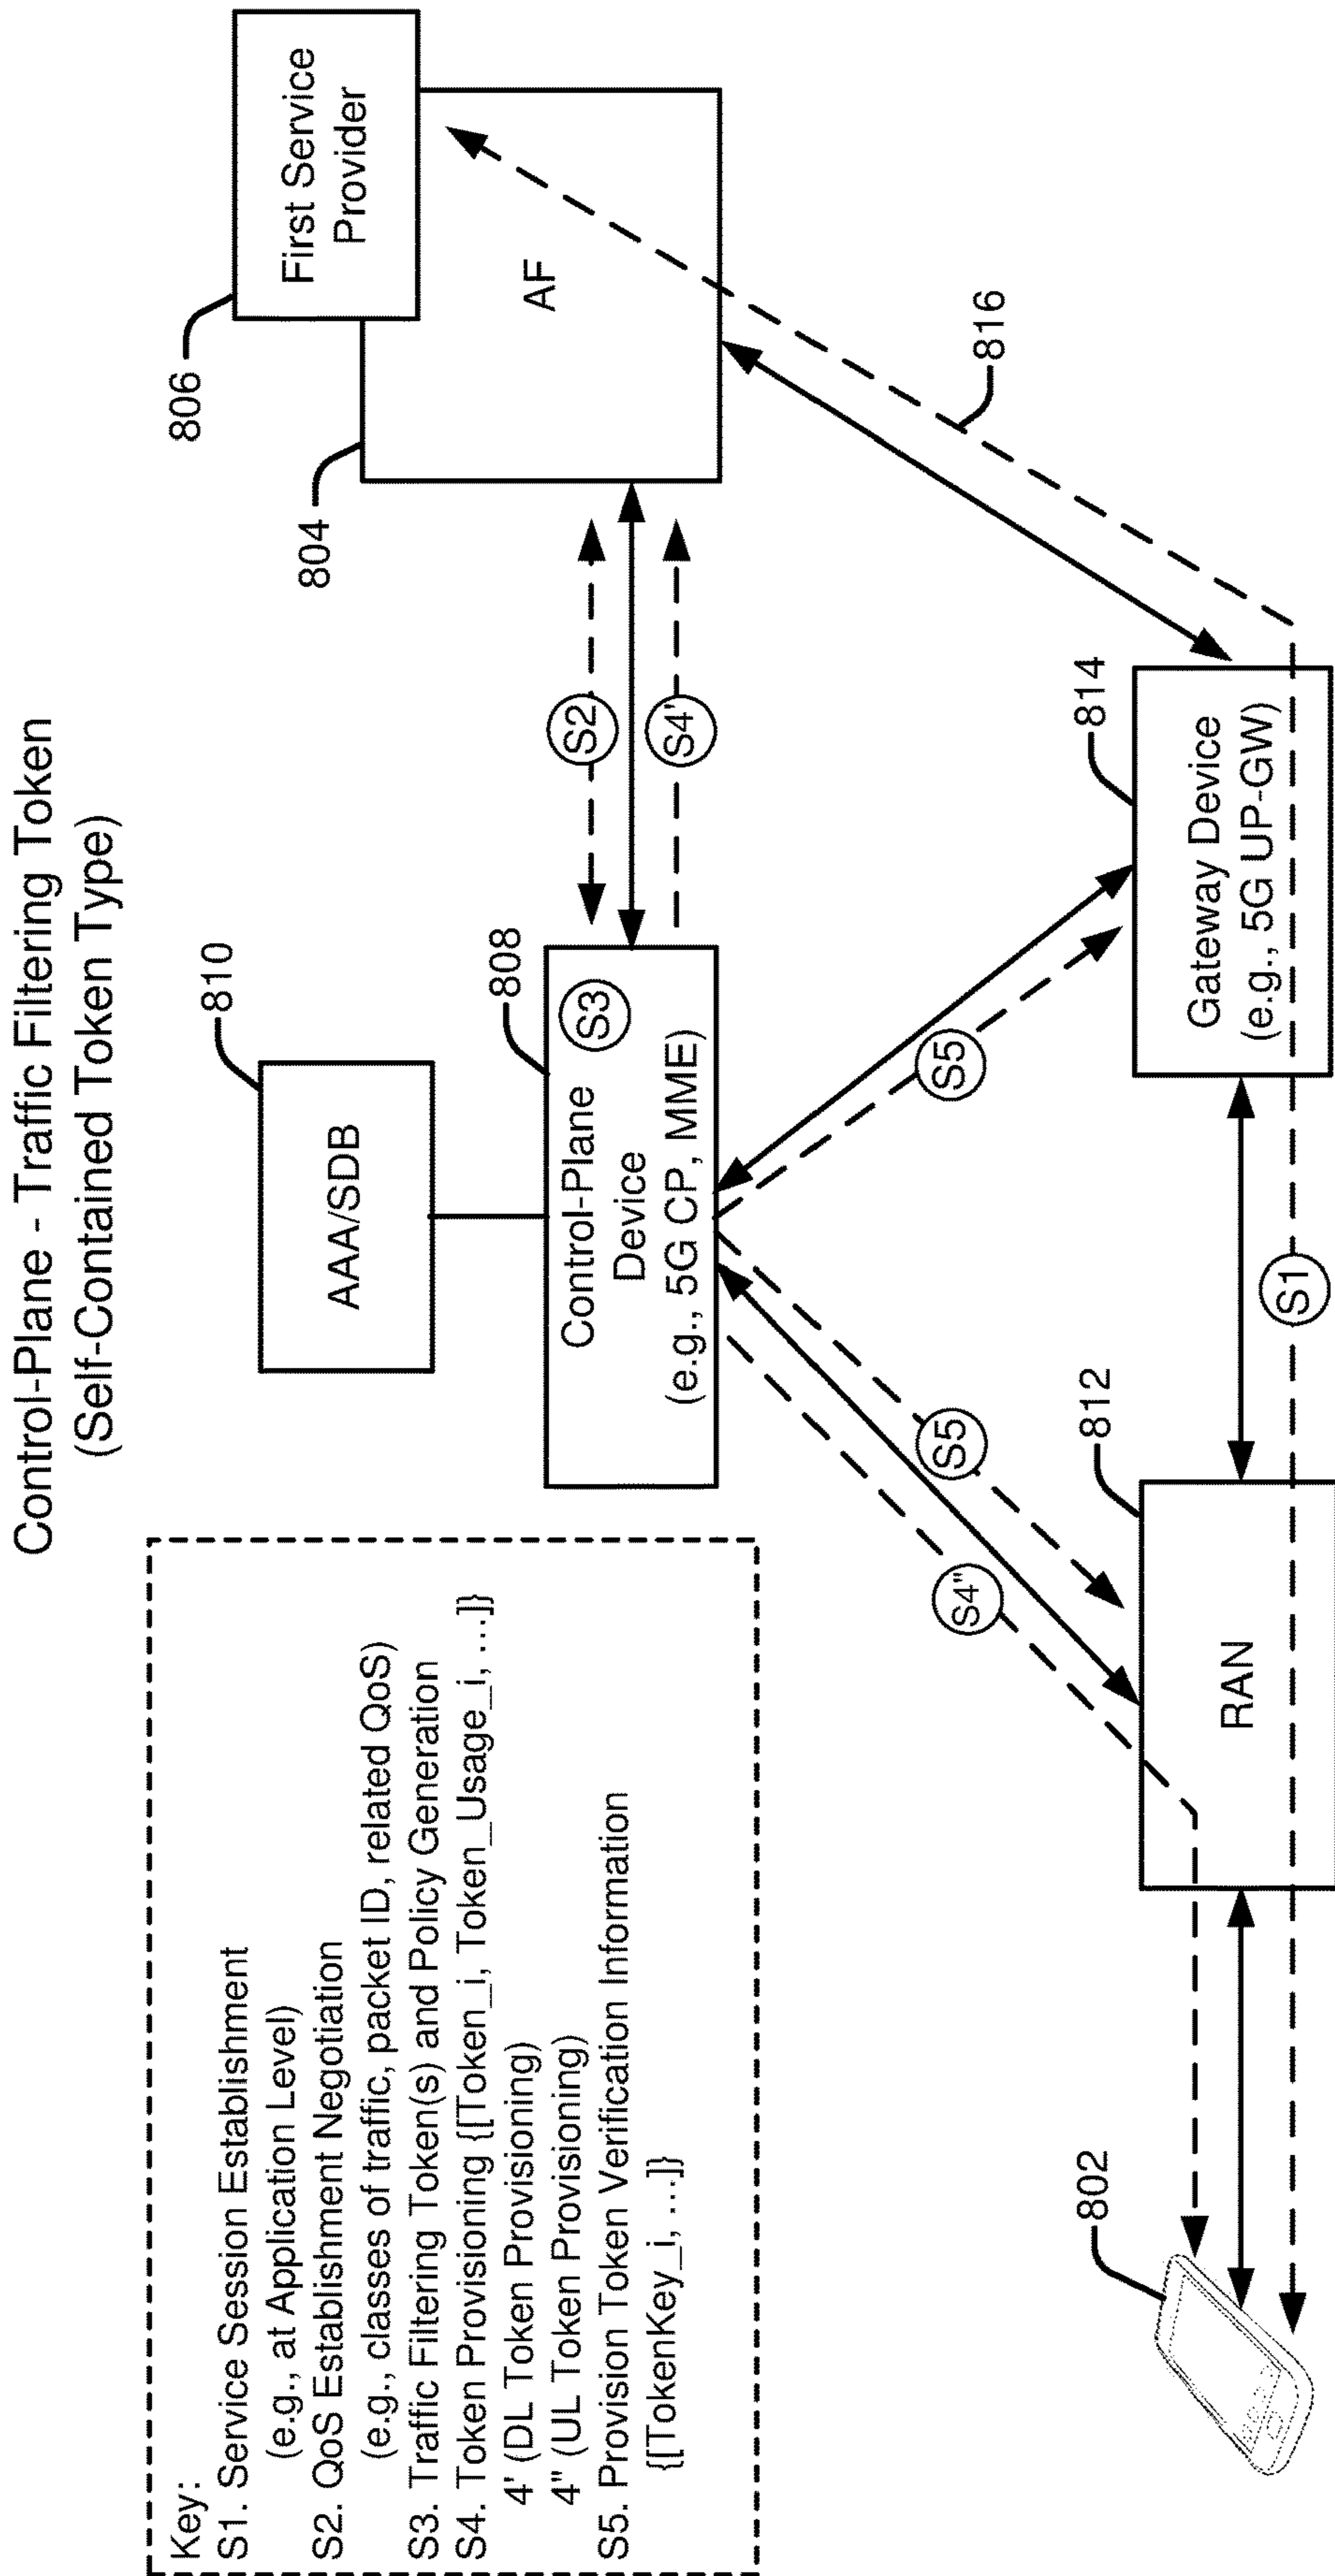 Control-Plane - Traffic Filtering Token
(Self-Contained Token Type)
Key:
S1. Service Session Establishment
(e.g., at Application Level)
S2. QoS Establishment Negotiation
(e.g., classes of traffic, packet ID, related QoS)
S3. Traffic Filtering Token(s) and Policy Generation
S4. Token Provisioning {[Token_i, Token_Usage_i, ...]}
4' (DL Token Provisioning)
4" (UL Token Provisioning)
S5. Provision Token Verification Information
{[TokenKey_i, ...]}
810
AAA/SDB
808
Control-Plane
Device
(e.g., 5G CP, MME)
S3
S2
S4'
806
First Service
Provider
804
AF
S4"
S5
S5
816
802
812
RAN
S1
814
Gateway Device
(e.g., 5G UP-GW)